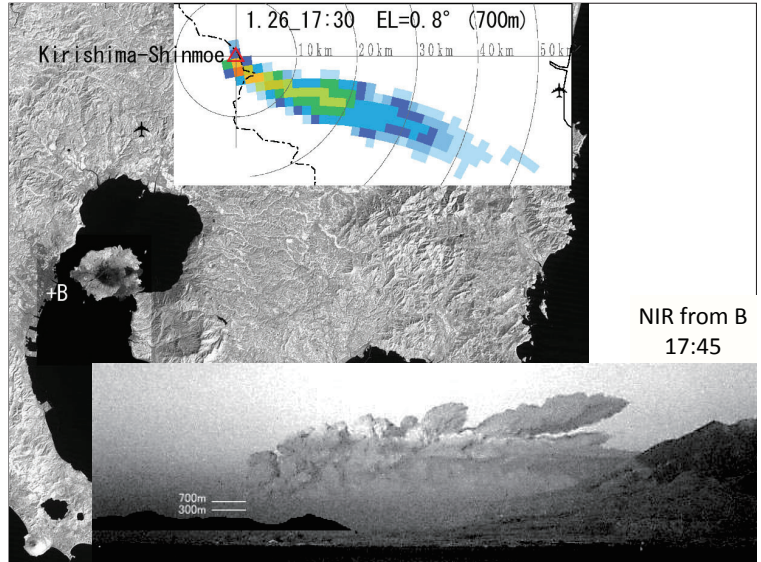 1.26_17:30 EL=0.8° (700m)
Kirishima-Shinmoe
10km 20km 30km 40km 50km
+B
NIR from B
17:45
700m
300m